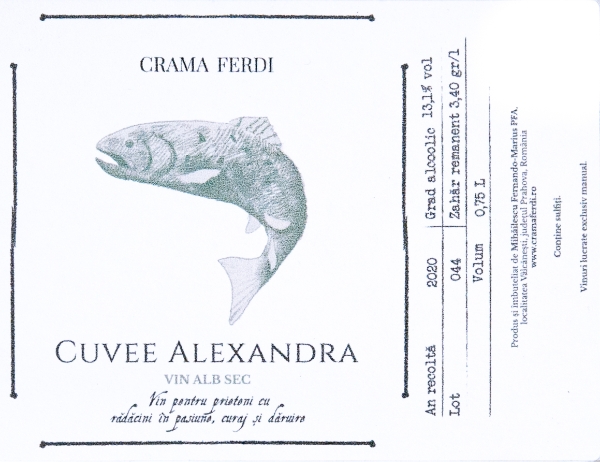 CRAMA FERDI
CUVEE ALEXANDRA
VIN ALB SEC
Vin pentru prieteni cu
rădăcini în pasiune, curaj și dăruire
An recoltă 2020 Grad alcoolic 13,1% vol
Lot 044 Zahăr remanent 3,40 gr/l
Volum 0,75 L
Produs și îmbuteliat de Mihăilescu Fernando-Marius PFA,
localitatea Vâlcănești, județul Prahova, România
www.cramaferdi.ro
Conține sulfiți.
Vinuri lucrate exclusiv manual.